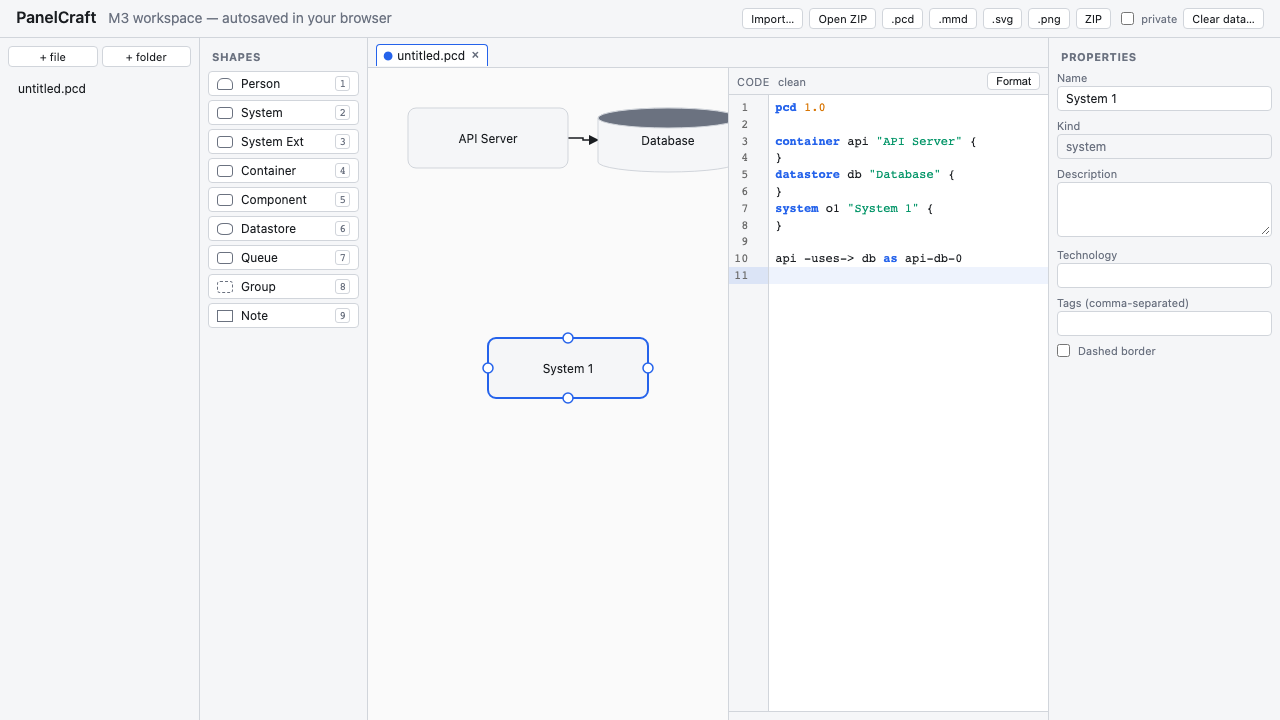 PanelCraft M3 workspace — autosaved in your browser
Import... Open ZIP .pcd .mmd .svg .png ZIP private Clear data...
+ file + folder
untitled.pcd
SHAPES
Person 1
System 2
System Ext 3
Container 4
Component 5
Datastore 6
Queue 7
Group 8
Note 9
untitled.pcd ×
API Server
Database
System 1
CODE clean Format
1 pcd 1.0
2
3 container api "API Server" {
4 }
5 datastore db "Database" {
6 }
7 system o1 "System 1" {
8 }
9
10 api -uses-> db as api-db-0
11
PROPERTIES
Name
System 1
Kind
system
Description
Technology
Tags (comma-separated)
Dashed border